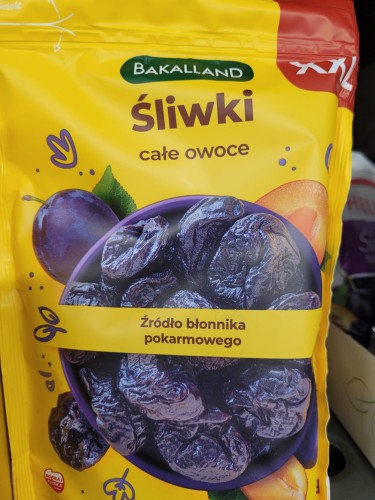 BAKALLAND
XXL
Śliwki
całe owoce
Źródło błonnika
pokarmowego